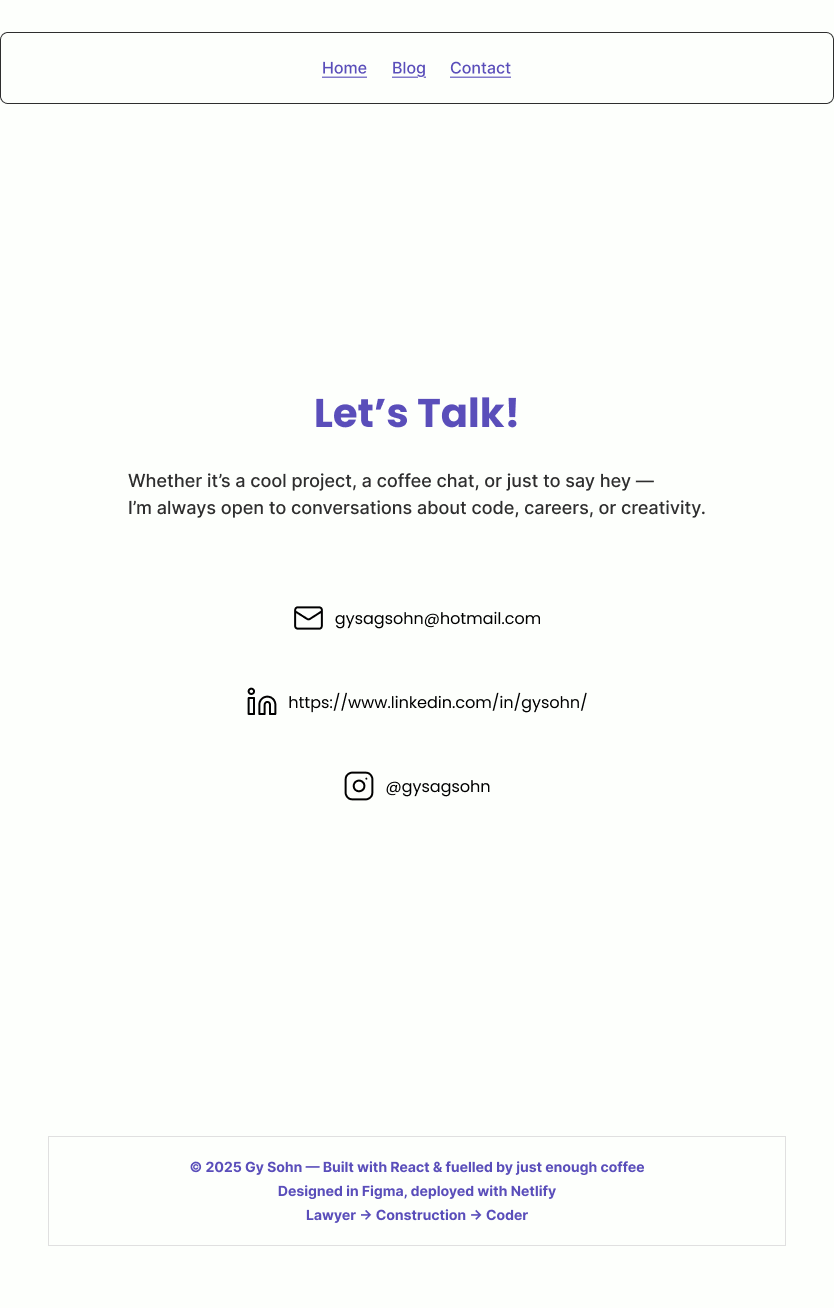 Home Blog Contact
Let’s Talk!
Whether it’s a cool project, a coffee chat, or just to say hey —
I’m always open to conversations about code, careers, or creativity.
gysagsohn@hotmail.com
https://www.linkedin.com/in/gysohn/
@gysagsohn
© 2025 Gy Sohn — Built with React & fuelled by just enough coffee
Designed in Figma, deployed with Netlify
Lawyer → Construction → Coder